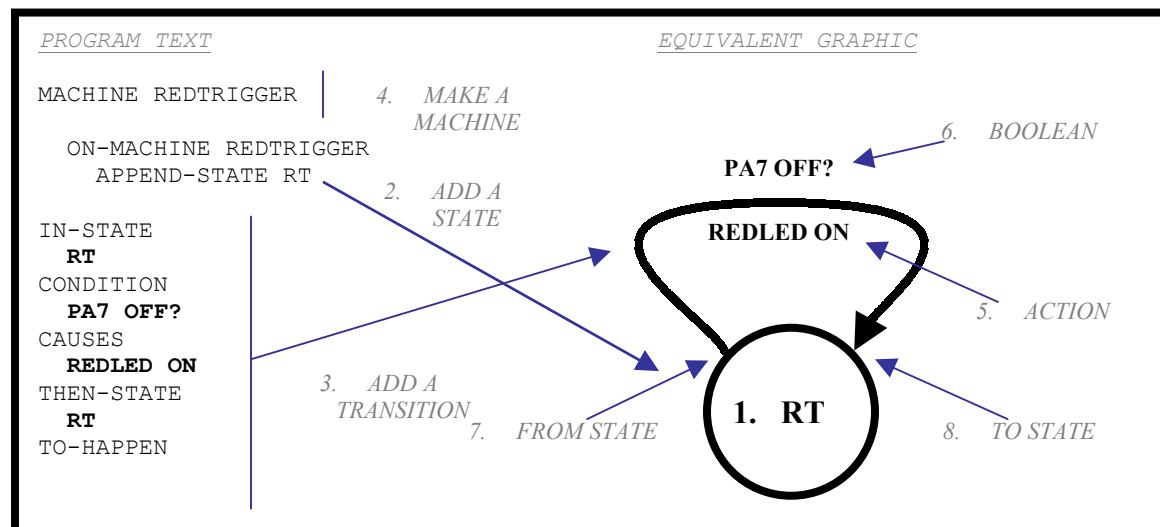 PROGRAM TEXT
EQUIVALENT GRAPHIC
MACHINE REDTRIGGER
4. MAKE A
MACHINE
ON-MACHINE REDTRIGGER
APPEND-STATE RT
2. ADD A
STATE
IN-STATE
RT
CONDITION
PA7 OFF?
CAUSES
REDLED ON
THEN-STATE
RT
TO-HAPPEN
3. ADD A
TRANSITION
6. BOOLEAN
PA7 OFF?
REDLED ON
5. ACTION
1. RT
7. FROM STATE
8. TO STATE